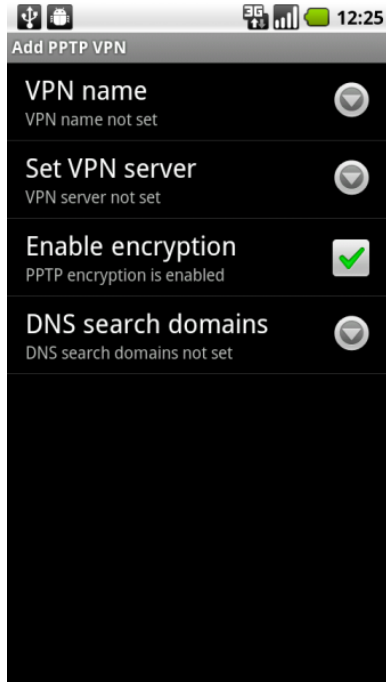 3G 12:25
Add PPTP VPN
VPN name
VPN name not set
Set VPN server
VPN server not set
Enable encryption
PPTP encryption is enabled
DNS search domains
DNS search domains not set